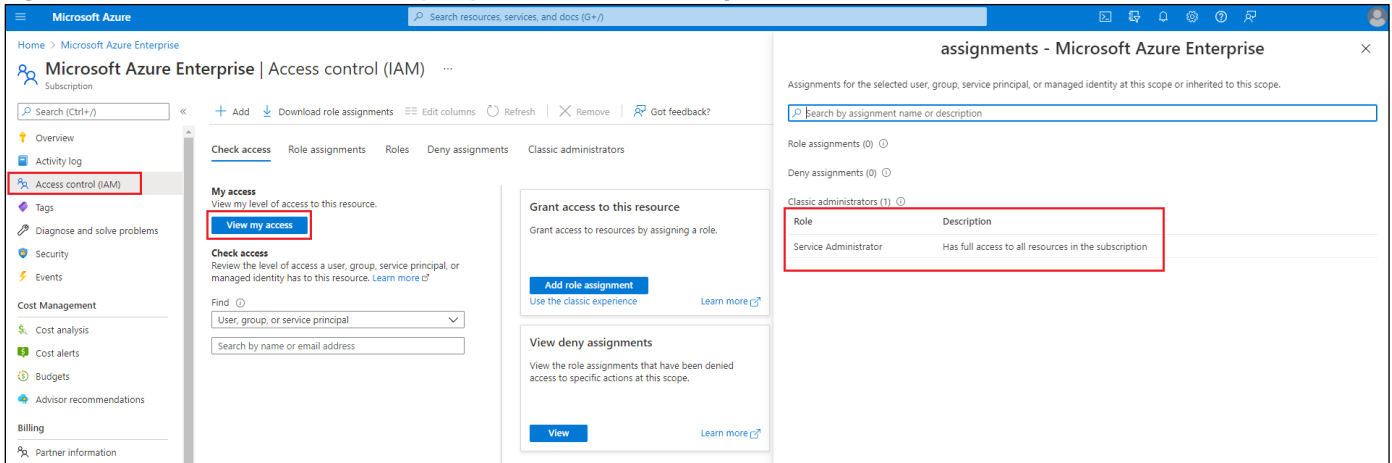 Microsoft Azure
Search resources, services, and docs (G+/)
Home > Microsoft Azure Enterprise
Microsoft Azure Enterprise | Access control (IAM) ...
Subscription
Search (Ctrl+/)
«
Overview
Activity log
Access control (IAM)
Tags
Diagnose and solve problems
Security
Events
Cost Management
Cost analysis
Cost alerts
Budgets
Advisor recommendations
Billing
Partner information
+ Add Download role assignments Edit columns Refresh Remove Got feedback?
Check access Role assignments Roles Deny assignments Classic administrators
My access
View my level of access to this resource.
View my access
Check access
Review the level of access a user, group, service principal, or
managed identity has to this resource. Learn more
Find
User, group, or service principal
Search by name or email address
Grant access to this resource
Grant access to resources by assigning a role.
Add role assignment
Use the classic experience Learn more
View deny assignments
View the role assignments that have been denied
access to specific actions at this scope.
View Learn more
assignments - Microsoft Azure Enterprise
Assignments for the selected user, group, service principal, or managed identity at this scope or inherited to this scope.
Search by assignment name or description
Role assignments (0)
Deny assignments (0)
Classic administrators (1)
Role Description
Service Administrator Has full access to all resources in the subscription